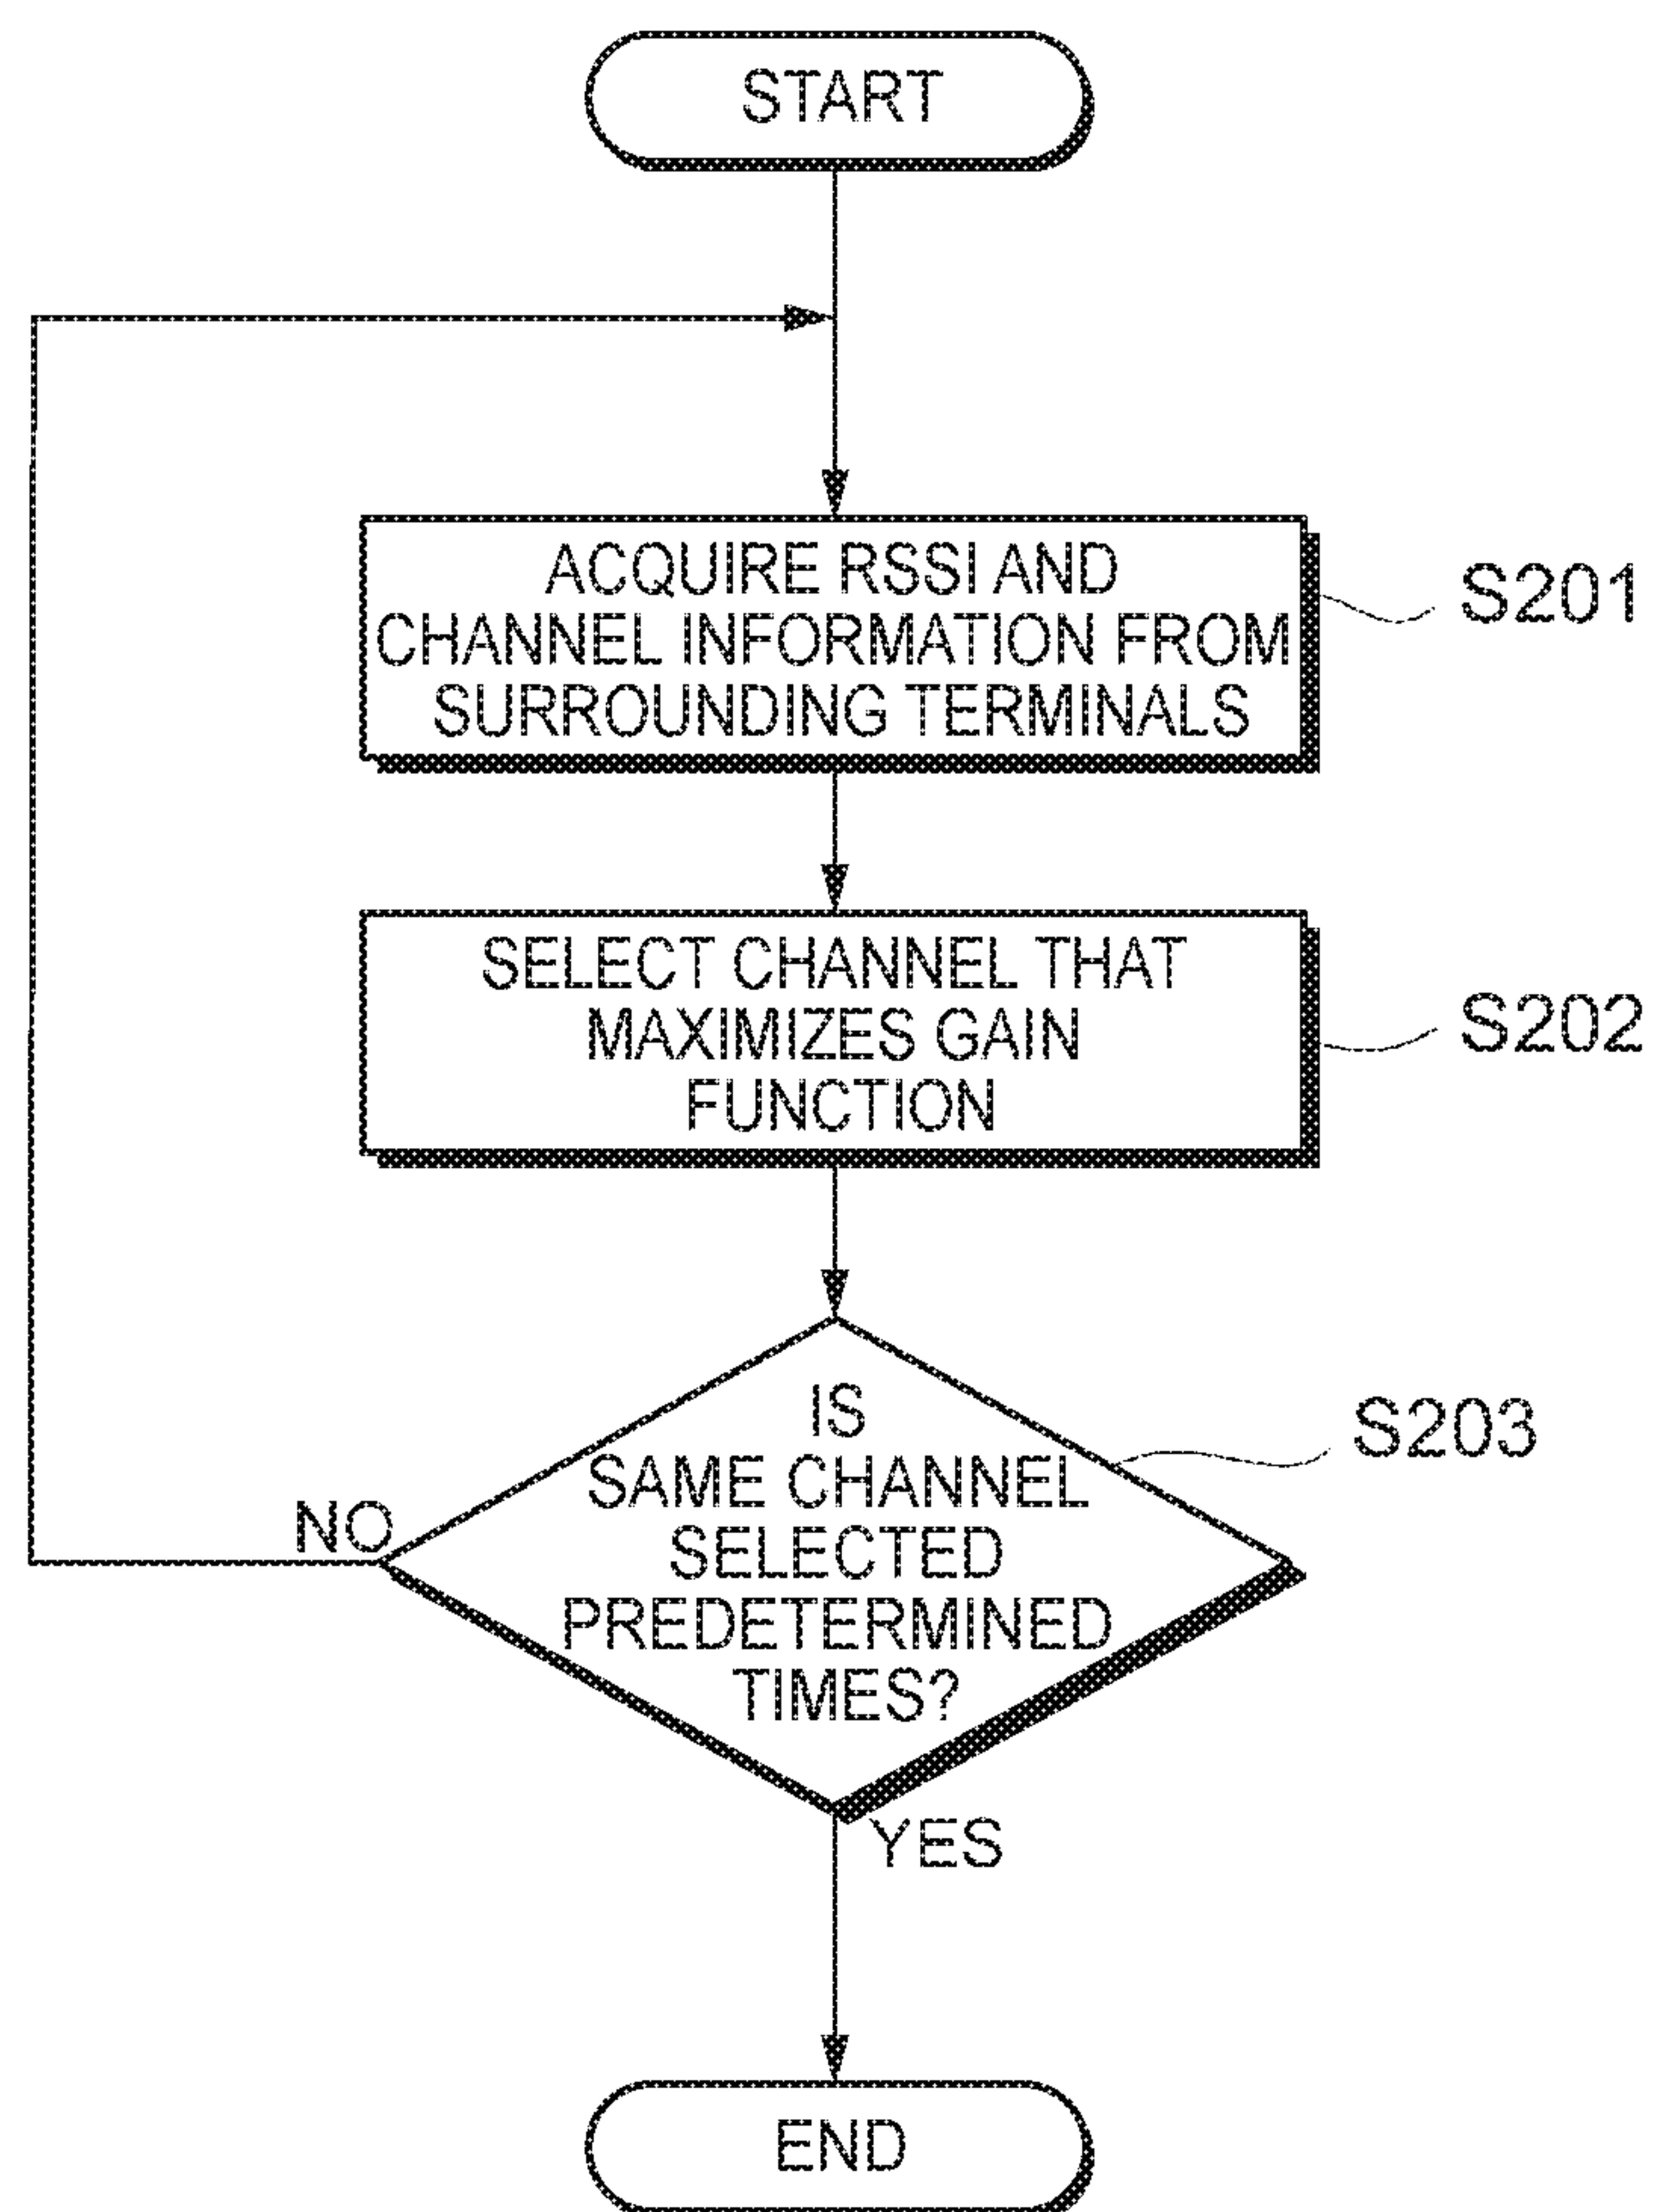 START
ACQUIRE RSSI AND
CHANNEL INFORMATION FROM
SURROUNDING TERMINALS
S201
SELECT CHANNEL THAT
MAXIMIZES GAIN
FUNCTION
S202
IS
SAME CHANNEL
SELECTED
PREDETERMINED
TIMES?
S203
NO
YES
END